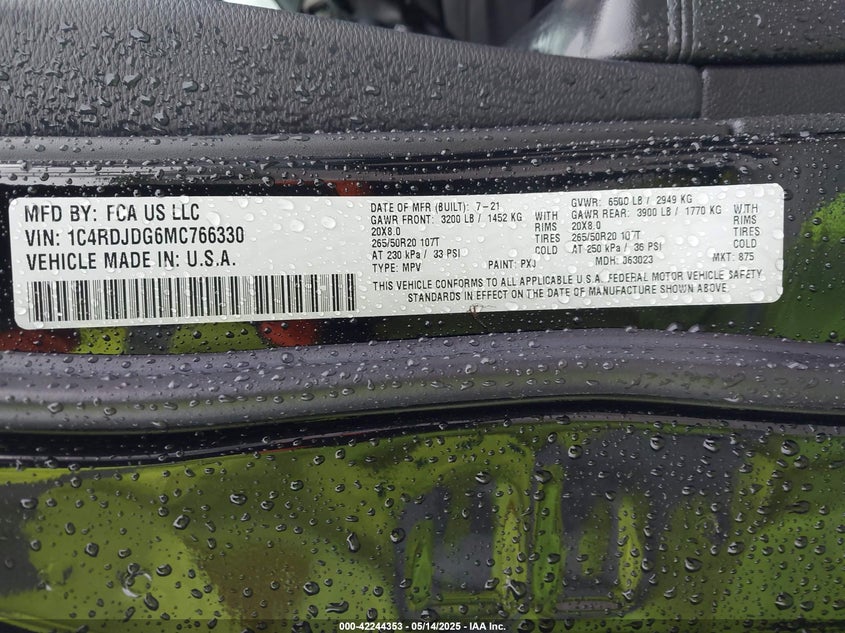 MFD BY: FCA US LLC
VIN: 1C4RDJDG6MC766330
VEHICLE MADE IN: U.S.A.
DATE OF MFR (BUILT): 7-21
GAWR FRONT: 3200 LB / 1452 KG WITH
20X8.0 RIMS
265/50R20 107T TIRES
AT 230 kPa / 33 PSI COLD
TYPE: MPV PAINT: PXJ
GVWR: 6500 LB / 2949 KG
GAWR REAR: 3900 LB / 1770 KG WITH
20X8.0 RIMS
265/50R20 107T TIRES
AT 250 kPa / 36 PSI COLD
MDH: 063023 MKT: 875
THIS VEHICLE CONFORMS TO ALL APPLICABLE U.S.A. FEDERAL MOTOR VEHICLE SAFETY
STANDARDS IN EFFECT ON THE DATE OF MANUFACTURE SHOWN ABOVE.
000-42244353 - 05/14/2025 - IAA Inc.